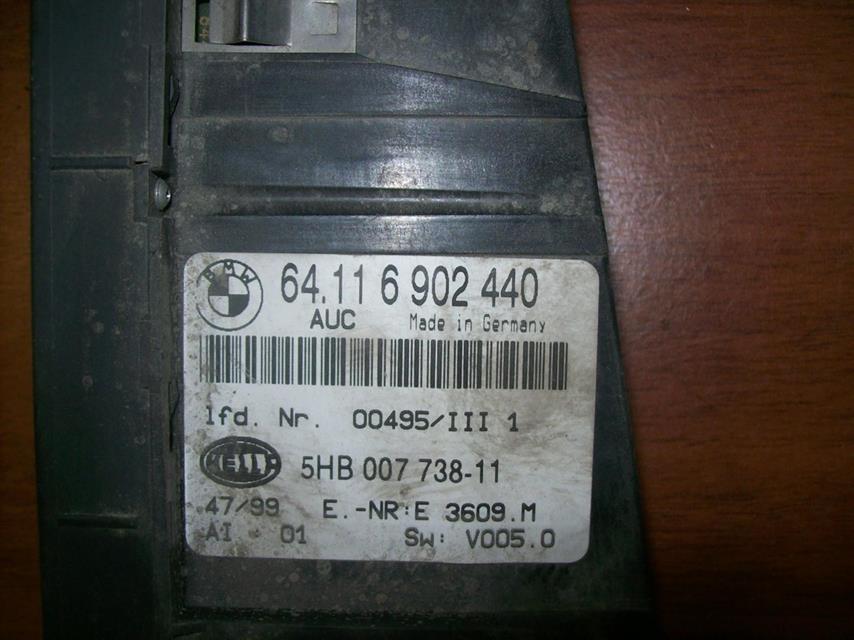 BMW 64.11 6 902 440
AUC Made in Germany
lfd. Nr. 00495/III 1
HELLA 5HB 007 738-11
47/99 E.-NR:E 3609.M
AI 01 Sw: V005.0